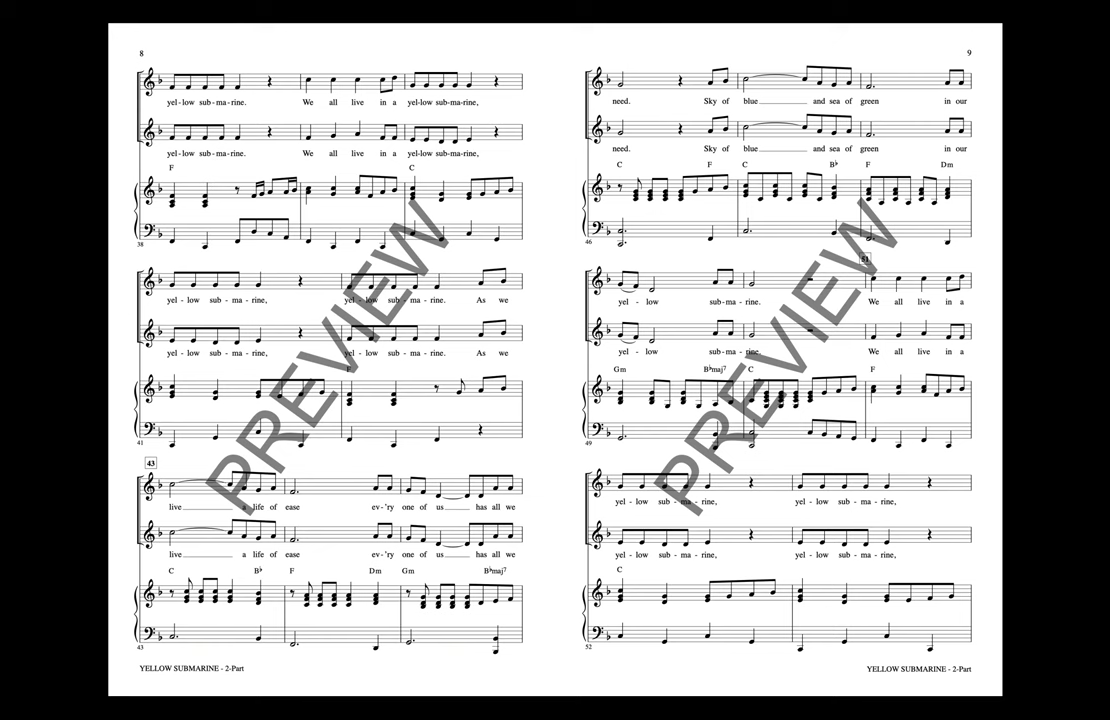 8
yel - low sub - ma - rine. We all live in a yel - low sub - ma - rine,
yel - low sub - ma - rine. We all live in a yel - low sub - ma - rine,
F C
38
yel - low sub - ma - rine, yel - low sub - ma - rine. As we
yel - low sub - ma - rine, yel - low sub - ma - rine. As we
F
41
43
live a life of ease ev - 'ry one of us has all we
live a life of ease ev - 'ry one of us has all we
C B♭ F Dm Gm B♭maj7
43
YELLOW SUBMARINE - 2-Part
PREVIEW
9
need. Sky of blue and sea of green in our
need. Sky of blue and sea of green in our
C F C B♭ F Dm
46
51
yel - low sub - ma - rine. We all live in a
yel - low sub - ma - rine. We all live in a
Gm B♭maj7 C F
49
yel - low sub - ma - rine, yel - low sub - ma - rine,
yel - low sub - ma - rine, yel - low sub - ma - rine,
C
52
YELLOW SUBMARINE - 2-Part
PREVIEW